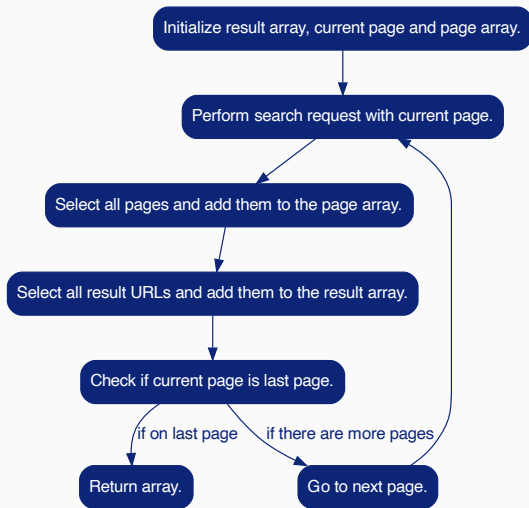 Initialize result array, current page and page array.
Perform search request with current page.
Select all pages and add them to the page array.
Select all result URLs and add them to the result array.
Check if current page is last page.
if on last page
if there are more pages
Return array.
Go to next page.